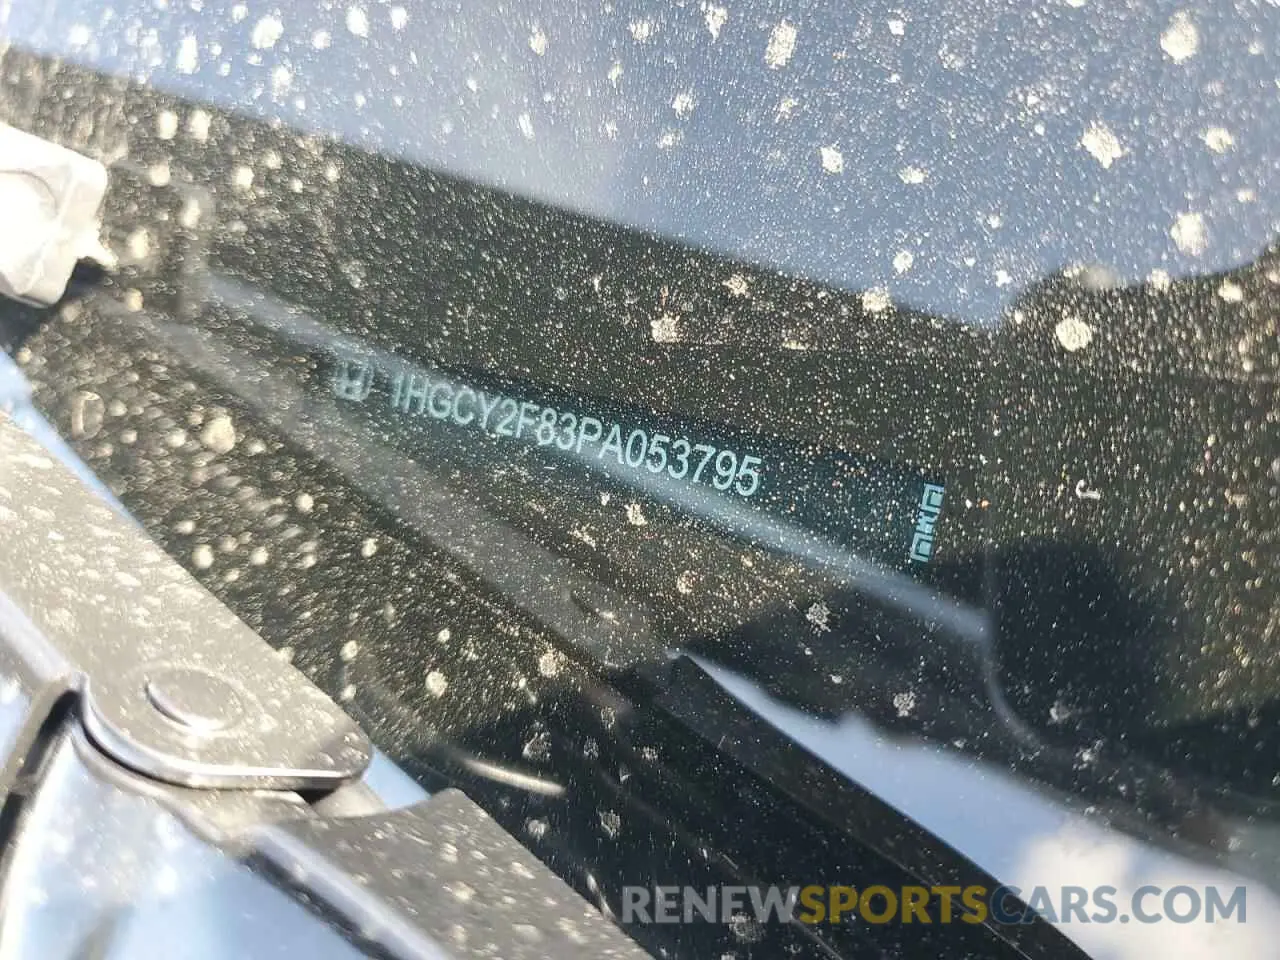 1HGCY2F83PA053795
J
RENEWSPORTSCARS.COM